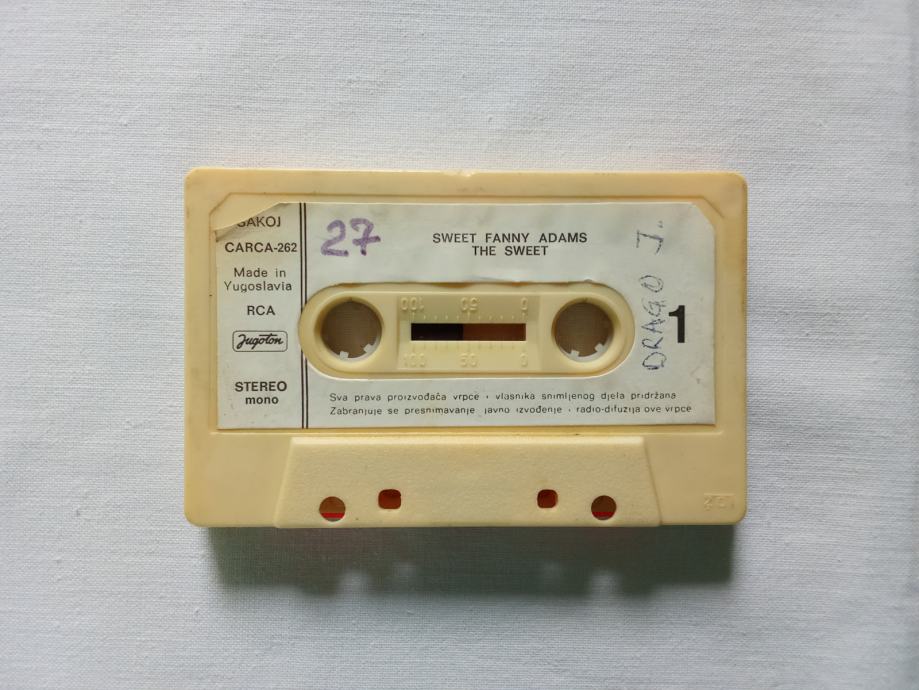 SAKOJ
CARCA-262
Made in
Yugoslavia
RCA
Jugoton
STEREO
mono
27
SWEET FANNY ADAMS
THE SWEET
DRAGO J.
1
100 50 0
100 50 0
Sva prava proizvođača vrpce i vlasnika snimljenog djela pridržana
Zabranjuje se presnimavanje javno izvođenje i radio-difuzija ove vrpce